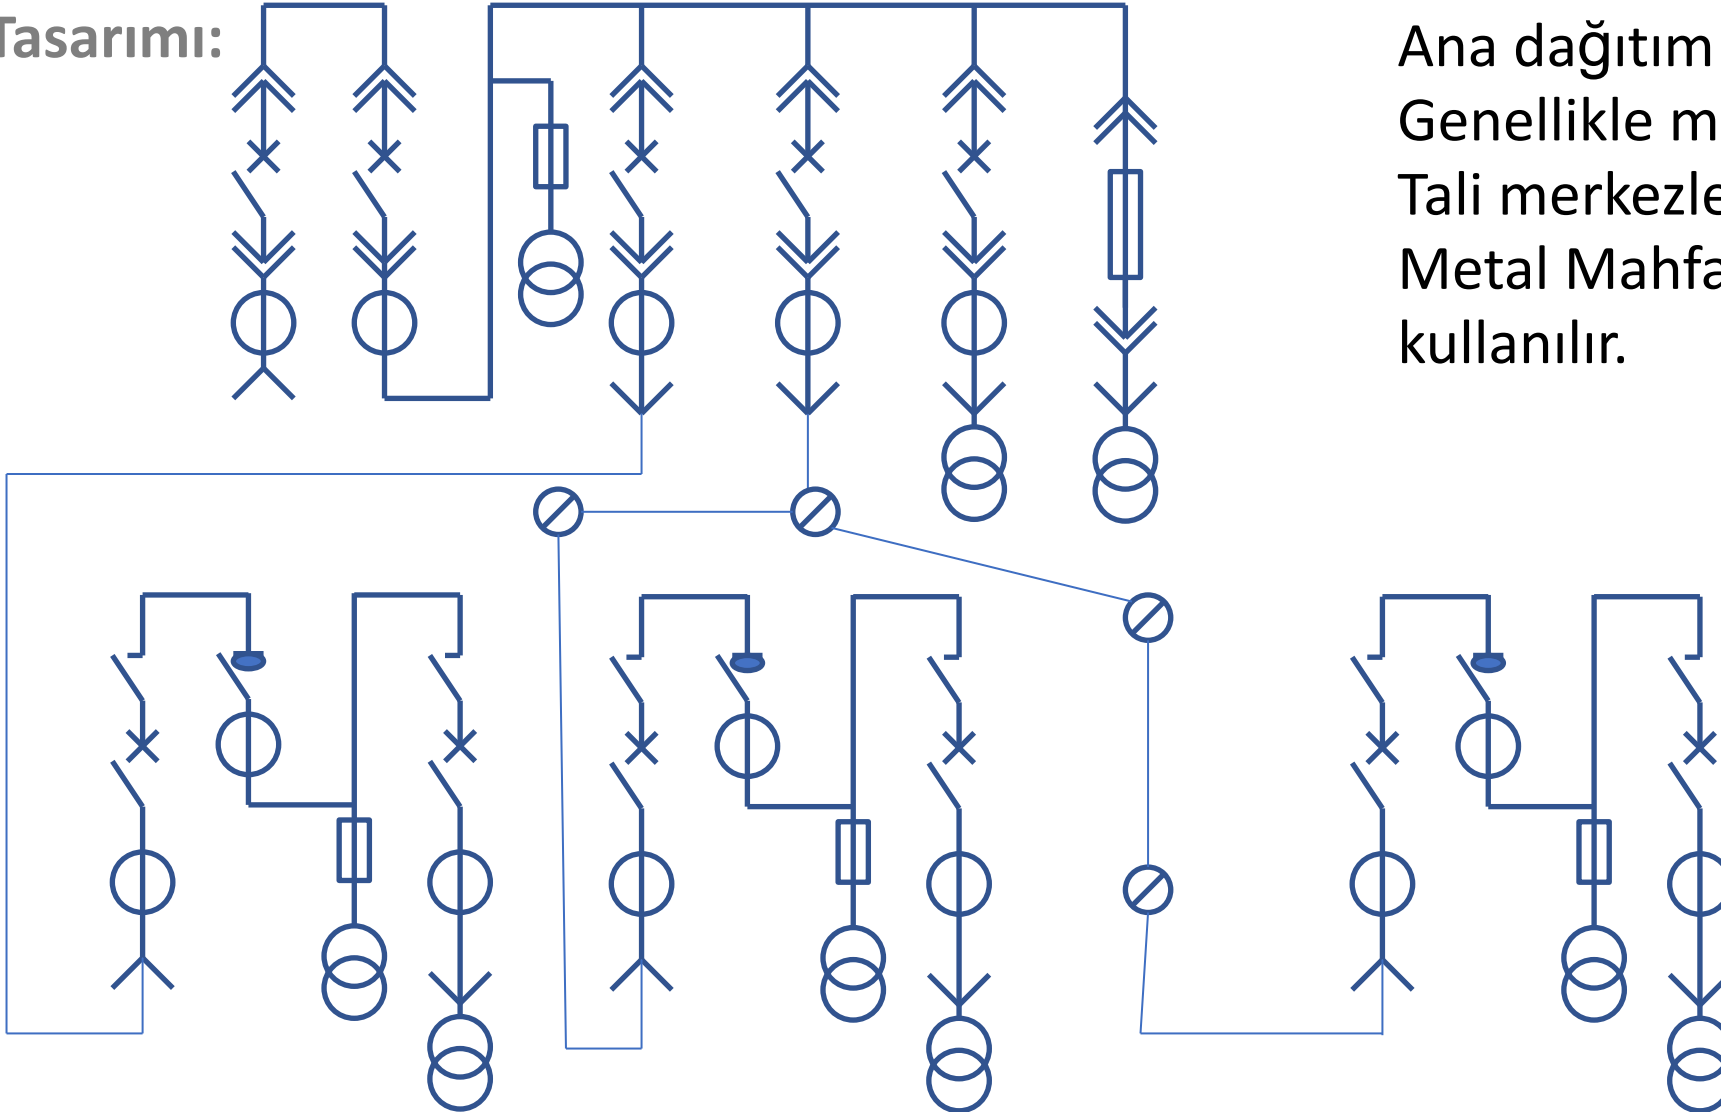 Tasarımı:
Ana dağıtım
Genellikle m
Tali merkezle
Metal Mahfa
kullanılır.